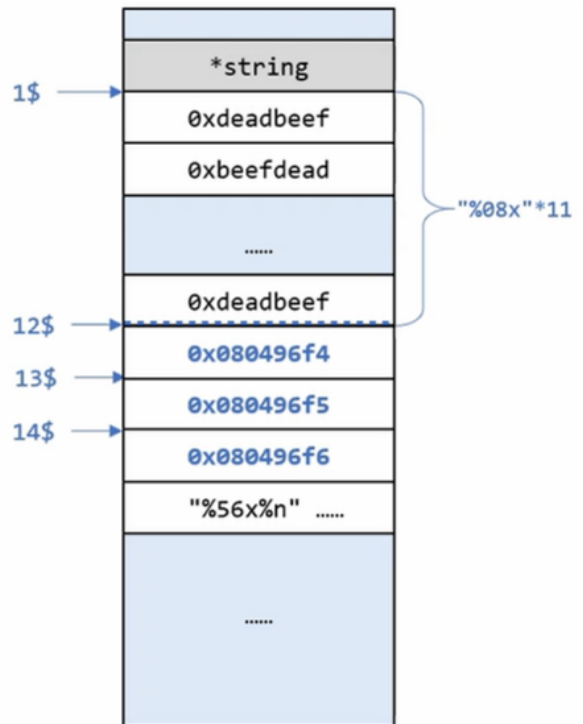 *string
1$
0xdeadbeef
0xbeefdead
"%08x"*11
……
0xdeadbeef
12$
0x080496f4
13$
0x080496f5
14$
0x080496f6
"%56x%n" ……
……